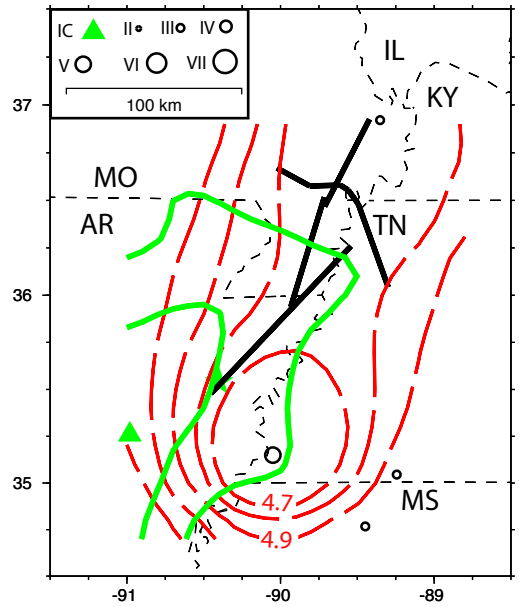 IC II III IV
V VI VII
100 km
IL
KY
37
MO
AR
TN
36
35
MS
4.7
4.9
-91 -90 -89